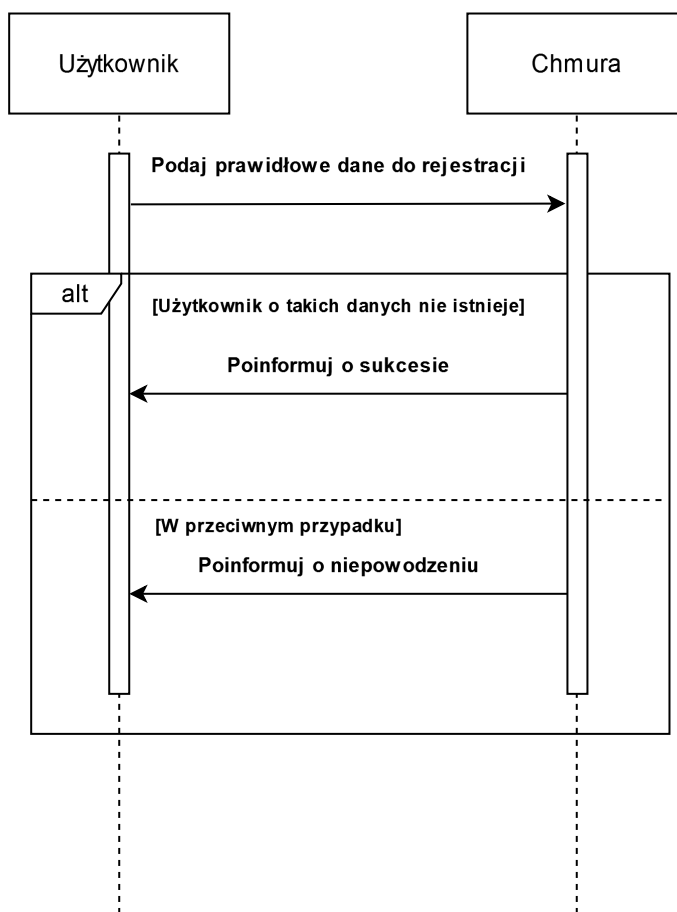 Użytkownik
Chmura
Podaj prawidłowe dane do rejestracji
alt
[Użytkownik o takich danych nie istnieje]
Poinformuj o sukcesie
[W przeciwnym przypadku]
Poinformuj o niepowodzeniu